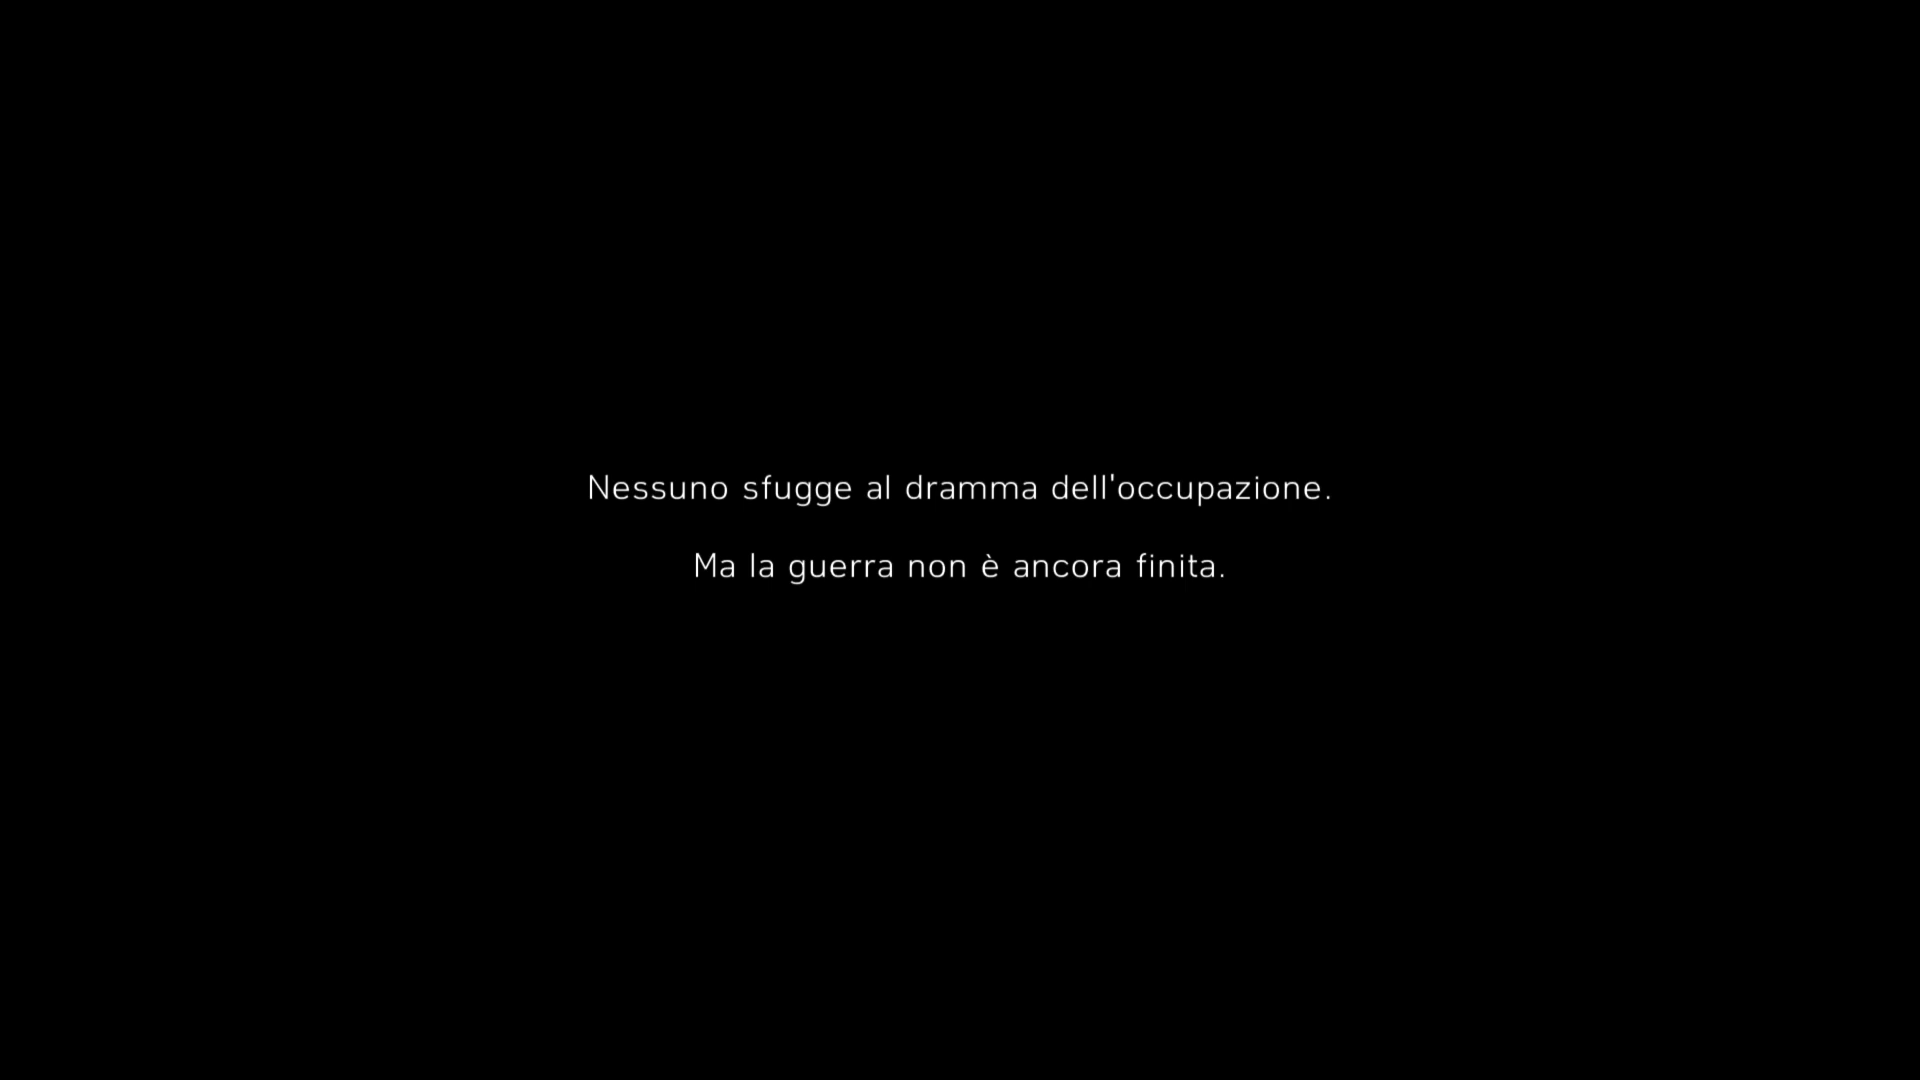 Nessuno sfugge al dramma dell'occupazione.
Ma la guerra non è ancora finita.